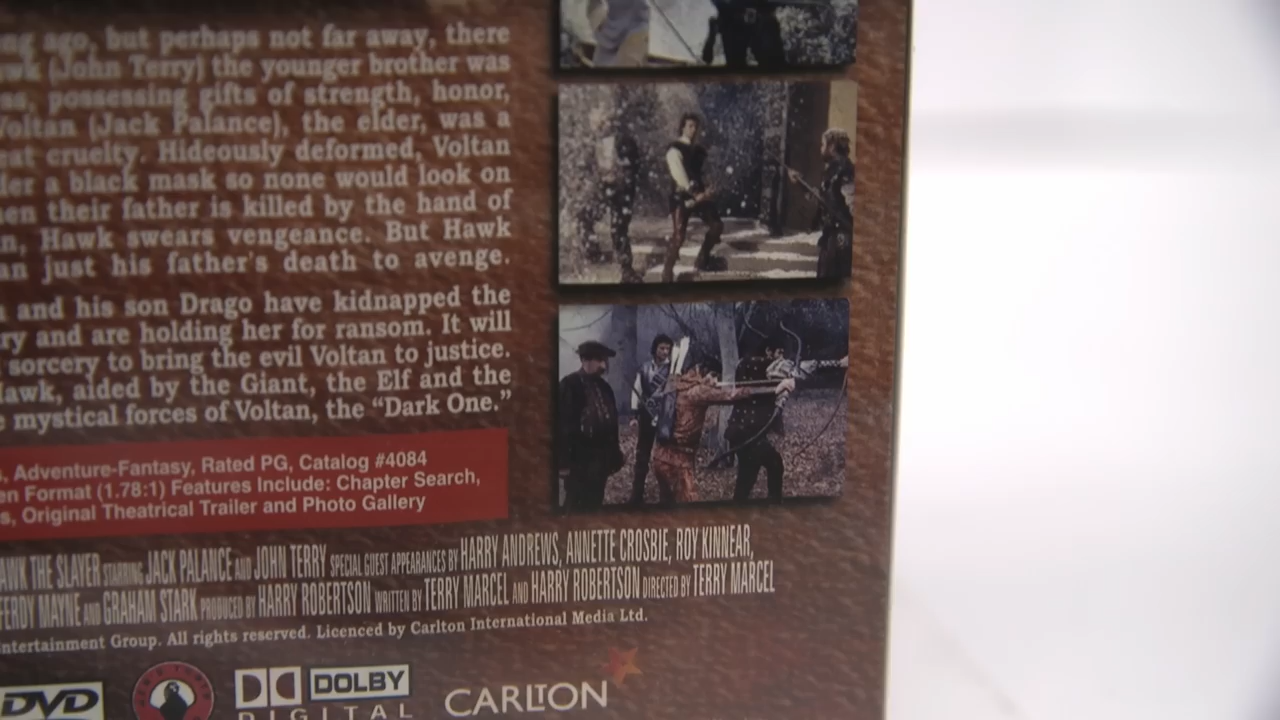 ng ago, but perhaps not far away, there
wk (John Terry) the younger brother was
ss, possessing gifts of strength, honor,
Voltan (Jack Palance), the elder, was a
eat cruelty. Hideously deformed, Voltan
der a black mask so none would look on
hen their father is killed by the hand of
n, Hawk swears vengeance. But Hawk
an just his father's death to avenge.
and his son Drago have kidnapped the
ry and are holding her for ransom. It will
sorcery to bring the evil Voltan to justice.
Hawk, aided by the Giant, the Elf and the
e mystical forces of Voltan, the “Dark One.”
s, Adventure-Fantasy, Rated PG, Catalog #4084
en Format (1.78:1) Features Include: Chapter Search,
s, Original Theatrical Trailer and Photo Gallery
HAWK THE SLAYER STARRING JACK PALANCE AND JOHN TERRY SPECIAL GUEST APPEARANCES BY HARRY ANDREWS, ANNETTE CROSBIE, ROY KINNEAR,
FERDY MAYNE AND GRAHAM STARK PRODUCED BY HARRY ROBERTSON WRITTEN BY TERRY MARCEL AND HARRY ROBERTSON DIRECTED BY TERRY MARCEL
ntertainment Group. All rights reserved. Licenced by Carlton International Media Ltd.
DVD
DOLBY
DIGITAL
CARLTON